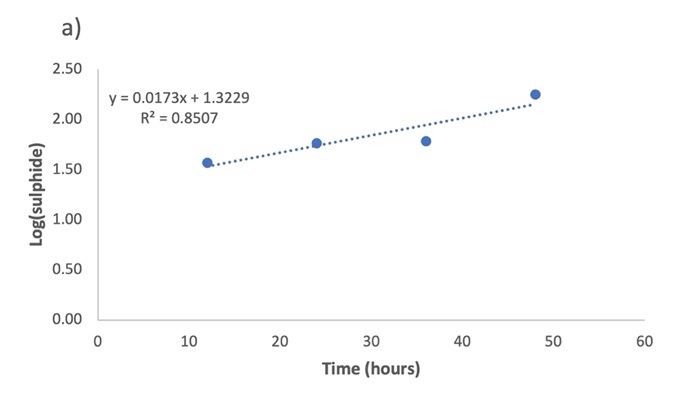 a)
2.50
y = 0.0173x + 1.3229
R² = 0.8507
2.00
1.50
1.00
0.50
0.00
Log(sulphide)
0 10 20 30 40 50 60
Time (hours)